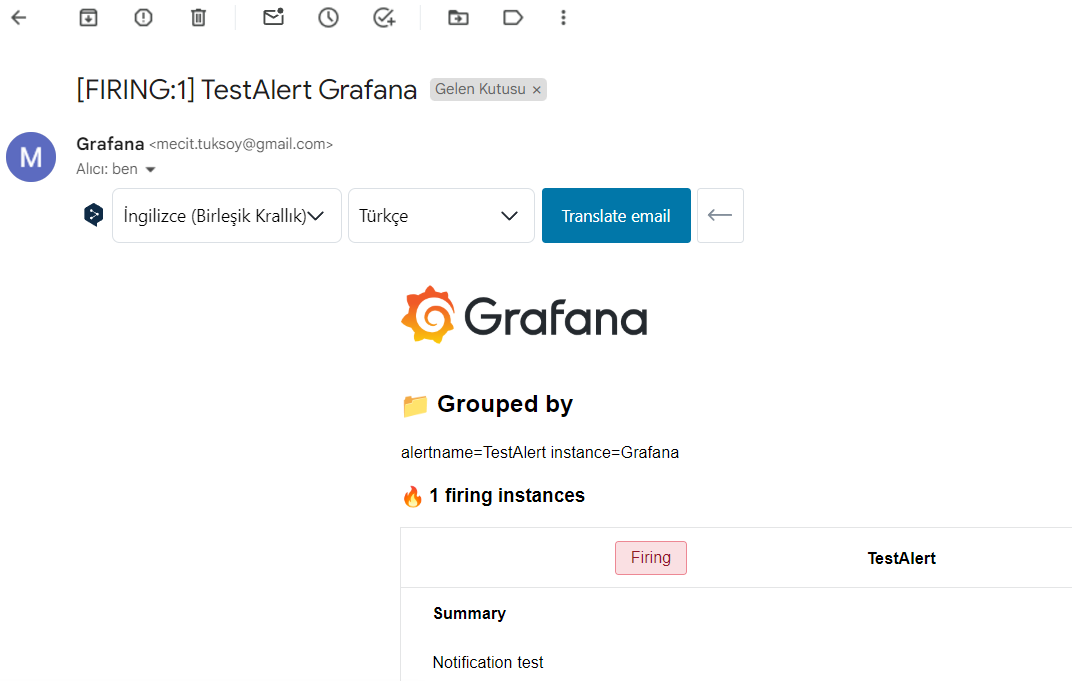 [FIRING:1] TestAlert Grafana Gelen Kutusu ×
M
Grafana <mecit.tuksoy@gmail.com>
Alıcı: ben
İngilizce (Birleşik Krallık) Türkçe Translate email
Grafana
Grouped by
alertname=TestAlert instance=Grafana
1 firing instances
Firing TestAlert
Summary
Notification test